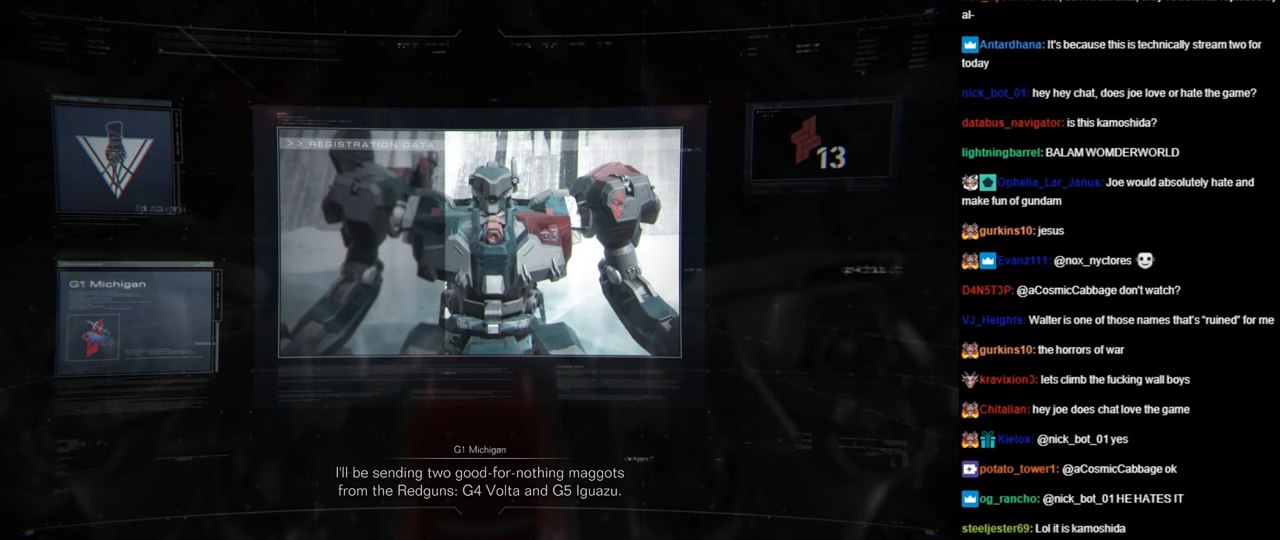 >> REGISTRATION DATA
13
G1 Michigan
G1 Michigan
I'll be sending two good-for-nothing maggots
from the Redguns: G4 Volta and G5 Iguazu.
al-
Antardhana: It's because this is technically stream two for
today
nick_bot_01: hey hey chat, does joe love or hate the game?
databus_navigator: is this kamoshida?
lightningbarrel: BALAM WOMDERWORLD
Ophelia_Lar_Janus: Joe would absolutely hate and
make fun of gundam
gurkins10: jesus
Evanz111: @nox_nyctores
D4N5T3P: @aCosmicCabbage don't watch?
VJ_Heights: Walter is one of those names that's "ruined" for me
gurkins10: the horrors of war
kravixion3: lets climb the fucking wall boys
Chitalian: hey joe does chat love the game
Kielox: @nick_bot_01 yes
potato_tower1: @aCosmicCabbage ok
og_rancho: @nick_bot_01 HE HATES IT
steeljester69: Lol it is kamoshida